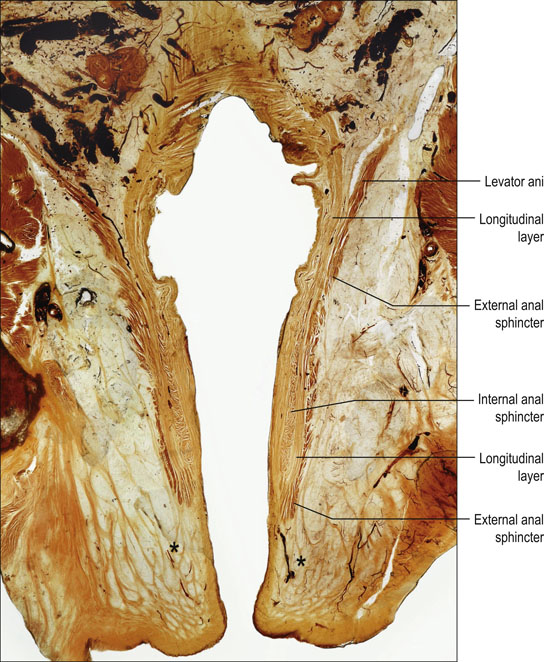 Levator ani
Longitudinal
layer
External anal
sphincter
Internal anal
sphincter
Longitudinal
layer
External anal
sphincter
*
*